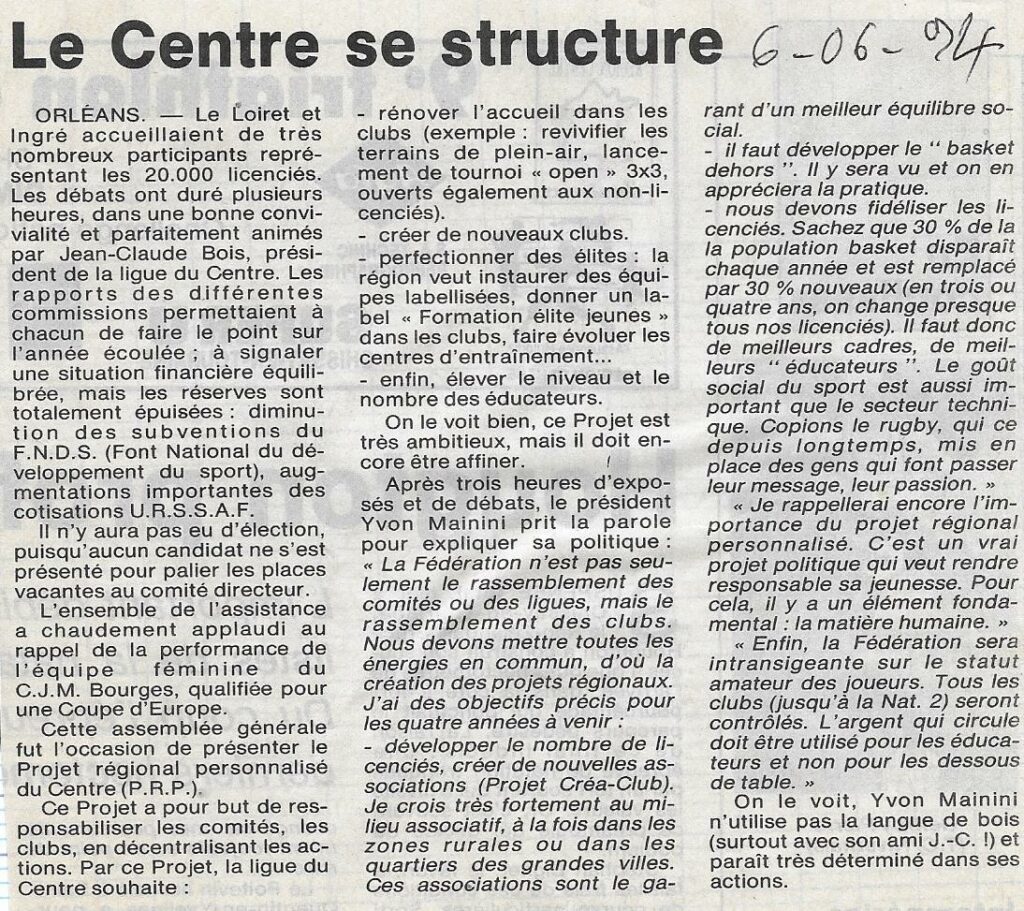 Le Centre se structure
6-06-94
ORLÉANS. — Le Loiret et
Ingré accueillaient de très
nombreux participants repré-
sentant les 20.000 licenciés.
Les débats ont duré plusieurs
heures, dans une bonne convi-
vialité et parfaitement animés
par Jean-Claude Bois, prési-
dent de la ligue du Centre. Les
rapports des différentes
commissions permettaient à
chacun de faire le point sur
l'année écoulée ; à signaler
une situation financière équili-
brée, mais les réserves sont
totalement épuisées : diminu-
tion des subventions du
F.N.D.S. (Font National du dé-
veloppement du sport), aug-
mentations importantes des
cotisations U.R.S.S.A.F.
Il n'y aura pas eu d'élection,
puisqu'aucun candidat ne s'est
présenté pour palier les places
vacantes au comité directeur.
L'ensemble de l'assistance
a chaudement applaudi au
rappel de la performance de
l'équipe féminine du
C.J.M. Bourges, qualifiée pour
une Coupe d'Europe.
Cette assemblée générale
fut l'occasion de présenter le
Projet régional personnalisé
du Centre (P.R.P.).
Ce Projet a pour but de res-
ponsabiliser les comités, les
clubs, en décentralisant les ac-
tions. Par ce Projet, la ligue du
Centre souhaite :
- rénover l'accueil dans les
clubs (exemple : revivifier les
terrains de plein-air, lance-
ment de tournoi « open » 3x3,
ouverts également aux non-li-
cenciés).
- créer de nouveaux clubs.
- perfectionner des élites : la
région veut instaurer des équi-
pes labellisées, donner un la-
bel « Formation élite jeunes »
dans les clubs, faire évoluer les
centres d'entraînement...
- enfin, élever le niveau et le
nombre des éducateurs.
On le voit bien, ce Projet est
très ambitieux, mais il doit en-
core être affiner.
Après trois heures d'expo-
sés et de débats, le président
Yvon Mainini prit la parole
pour expliquer sa politique :
« La Fédération n'est pas seu-
lement le rassemblement des
comités ou des ligues, mais le
rassemblement des clubs.
Nous devons mettre toutes les
énergies en commun, d'où la
création des projets régionaux.
J'ai des objectifs précis pour
les quatre années à venir :
- développer le nombre de li-
cenciés, créer de nouvelles as-
sociations (Projet Créa-Club).
Je crois très fortement au mi-
lieu associatif, à la fois dans les
zones rurales ou dans les
quartiers des grandes villes.
Ces associations sont le ga-
rant d'un meilleur équilibre so-
cial.
- il faut développer le " basket
dehors ". Il y sera vu et on en
appréciera la pratique.
- nous devons fidéliser les li-
cenciés. Sachez que 30 % de la
la population basket disparaît
chaque année et est remplacé
par 30 % nouveaux (en trois ou
quatre ans, on change presque
tous nos licenciés). Il faut donc
de meilleurs cadres, de meil-
leurs " éducateurs ". Le goût
social du sport est aussi im-
portant que le secteur techni-
que. Copions le rugby, qui ce
depuis longtemps, mis en
place des gens qui font passer
leur message, leur passion. »
« Je rappellerai encore l'im-
portance du projet régional
personnalisé. C'est un vrai
projet politique qui veut rendre
responsable sa jeunesse. Pour
cela, il y a un élément fonda-
mental : la matière humaine. »
« Enfin, la Fédération sera
intransigeante sur le statut
amateur des joueurs. Tous les
clubs (jusqu'à la Nat. 2) seront
contrôlés. L'argent qui circule
doit être utilisé pour les éduca-
teurs et non pour les dessous
de table. »
On le voit, Yvon Mainini
n'utilise pas la langue de bois
(surtout avec son ami J.-C. !) et
paraît très déterminé dans ses
actions.